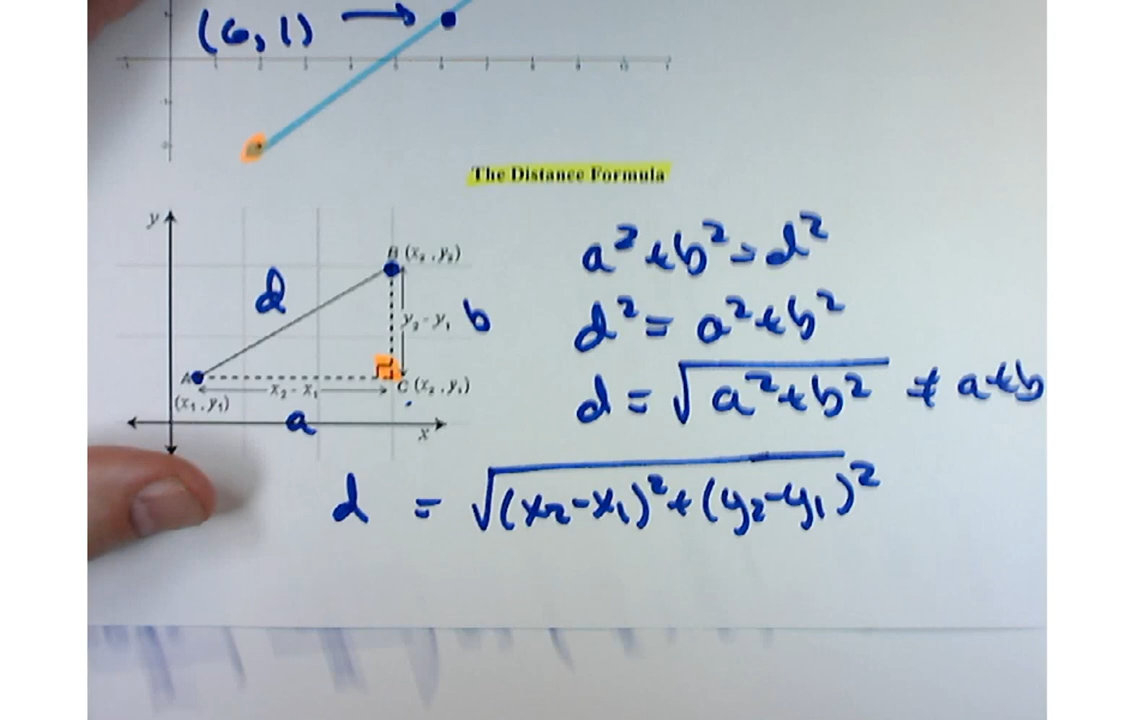 (6,1)
The Distance Formula
y
B (x₂ , y₂)
a² + b² = d²
d
y₂ - y₁ b
d² = a² + b²
A
x₂ - x₁
C (x₂ , y₁)
d = √a² + b² ≠ a + b
(x₁ , y₁)
a
x
d = √(x₂-x₁)² + (y₂-y₁)²